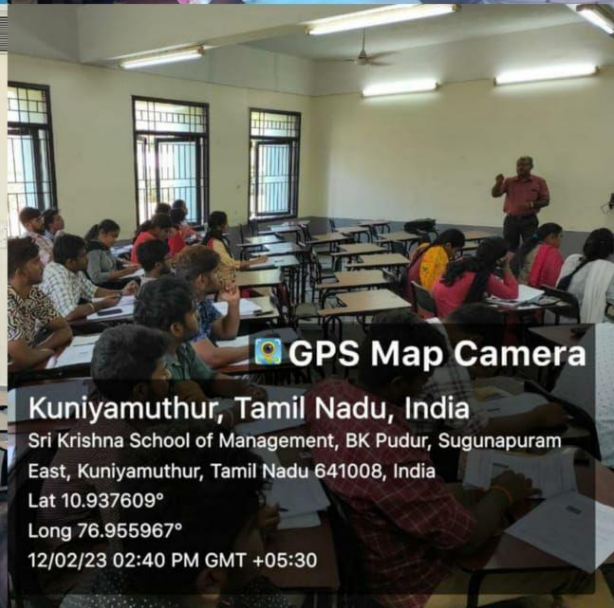 GPS Map Camera
Kuniyamuthur, Tamil Nadu, India
Sri Krishna School of Management, BK Pudur, Sugunapuram
East, Kuniyamuthur, Tamil Nadu 641008, India
Lat 10.937609°
Long 76.955967°
12/02/23 02:40 PM GMT +05:30